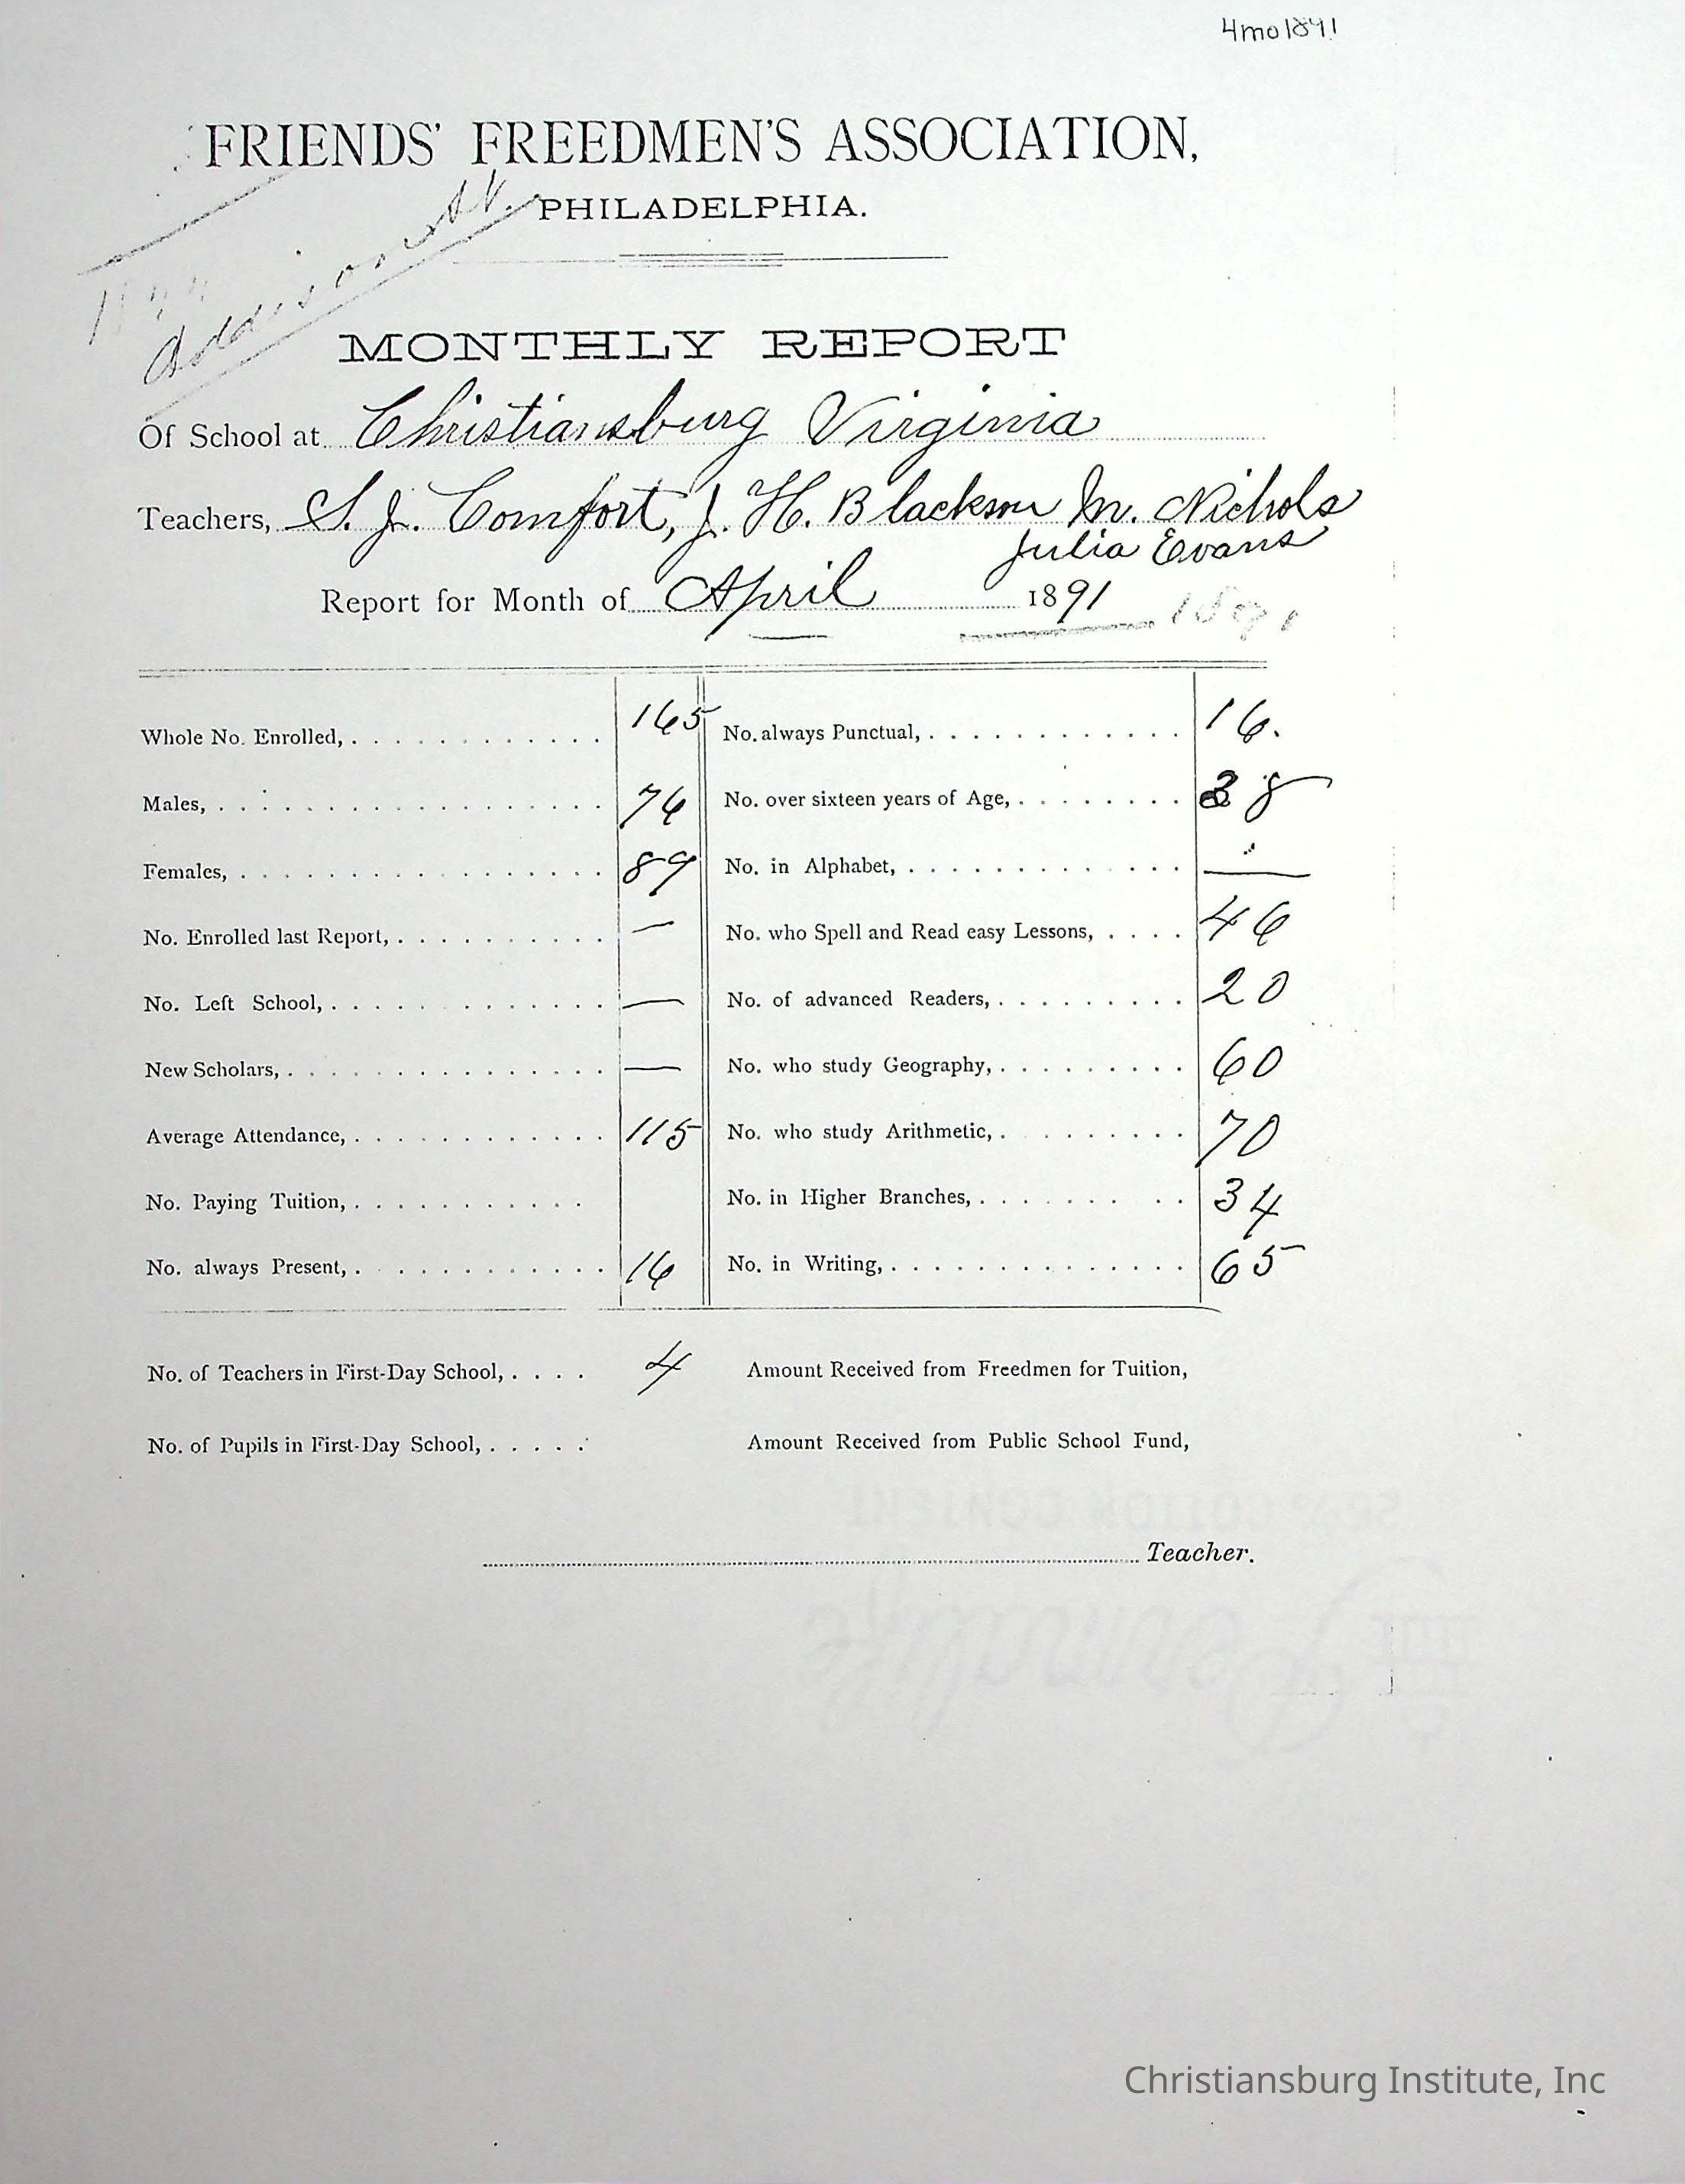 4mo1891
FRIENDS' FREEDMEN'S ASSOCIATION,
PHILADELPHIA.
Addison St.
MONTHLY REPORT
Of School at Christiansburg Virginia
Teachers, S. J. Comfort, J. H. Blackson M. Nichols
Julia Evans
Report for Month of April 1891 1891
Whole No. Enrolled, 165 No. always Punctual, 16.
Males, 76 No. over sixteen years of Age, 38
Females, 89 No. in Alphabet, —
No. Enrolled last Report, — No. who Spell and Read easy Lessons, 46
No. Left School, — No. of advanced Readers, 20
New Scholars, — No. who study Geography, 60
Average Attendance, 115 No. who study Arithmetic, 70
No. Paying Tuition, No. in Higher Branches, 34
No. always Present, 16 No. in Writing, 65
No. of Teachers in First-Day School, 4 Amount Received from Freedmen for Tuition,
No. of Pupils in First-Day School, Amount Received from Public School Fund,
Teacher.
Christiansburg Institute, Inc